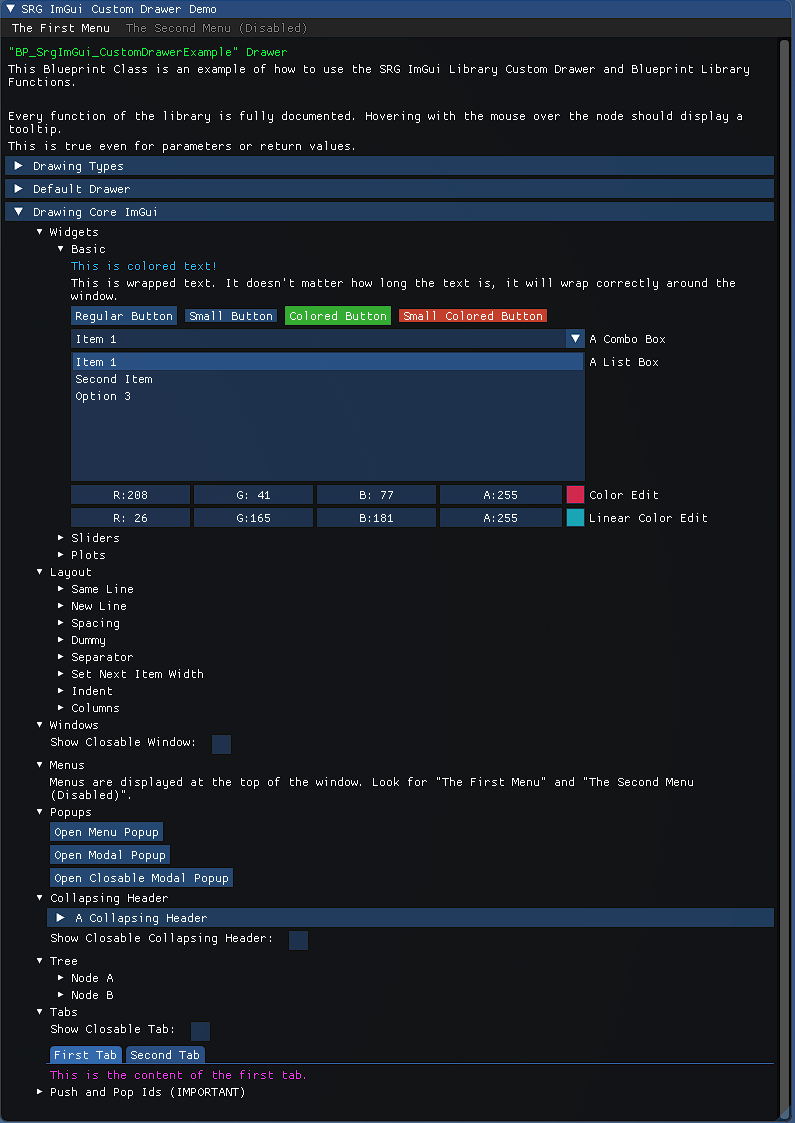 SRG ImGui Custom Drawer Demo
The First Menu The Second Menu (Disabled)
"BP_SrgImGui_CustomDrawerExample" Drawer
This Blueprint Class is an example of how to use the SRG ImGui Library Custom Drawer and Blueprint Library
Functions.
Every function of the library is fully documented. Hovering with the mouse over the node should display a
tooltip.
This is true even for parameters or return values.
Drawing Types
Default Drawer
Drawing Core ImGui
Widgets
Basic
This is colored text!
This is wrapped text. It doesn't matter how long the text is, it will wrap correctly around the
window.
Regular Button Small Button Colored Button Small Colored Button
Item 1 A Combo Box
Item 1 A List Box
Second Item
Option 3
R:208 G: 41 B: 77 A:255 Color Edit
R: 26 G:165 B:181 A:255 Linear Color Edit
Sliders
Plots
Layout
Same Line
New Line
Spacing
Dummy
Separator
Set Next Item Width
Indent
Columns
Windows
Show Closable Window:
Menus
Menus are displayed at the top of the window. Look for "The First Menu" and "The Second Menu
(Disabled)".
Popups
Open Menu Popup
Open Modal Popup
Open Closable Modal Popup
Collapsing Header
A Collapsing Header
Show Closable Collapsing Header:
Tree
Node A
Node B
Tabs
Show Closable Tab:
First Tab Second Tab
This is the content of the first tab.
Push and Pop Ids (IMPORTANT)